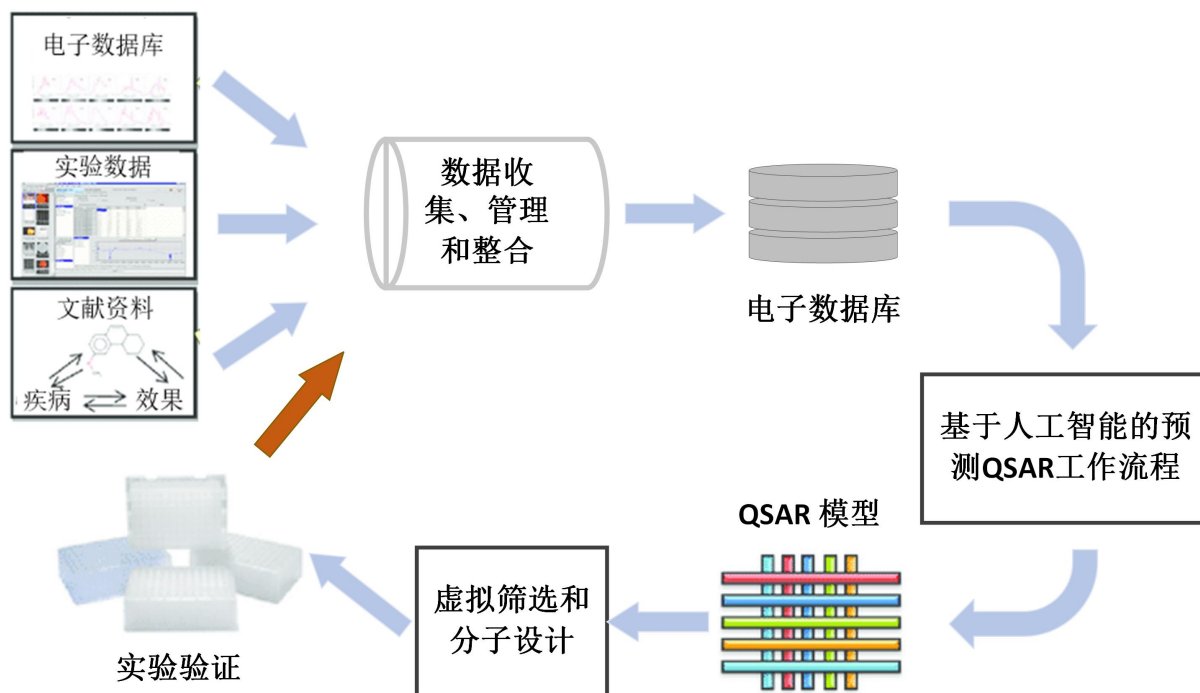 电子数据库
实验数据
文献资料
疾病
效果
数据收
集、管理
和整合
电子数据库
基于人工智能的预
测QSAR工作流程
QSAR 模型
虚拟筛选和
分子设计
实验验证